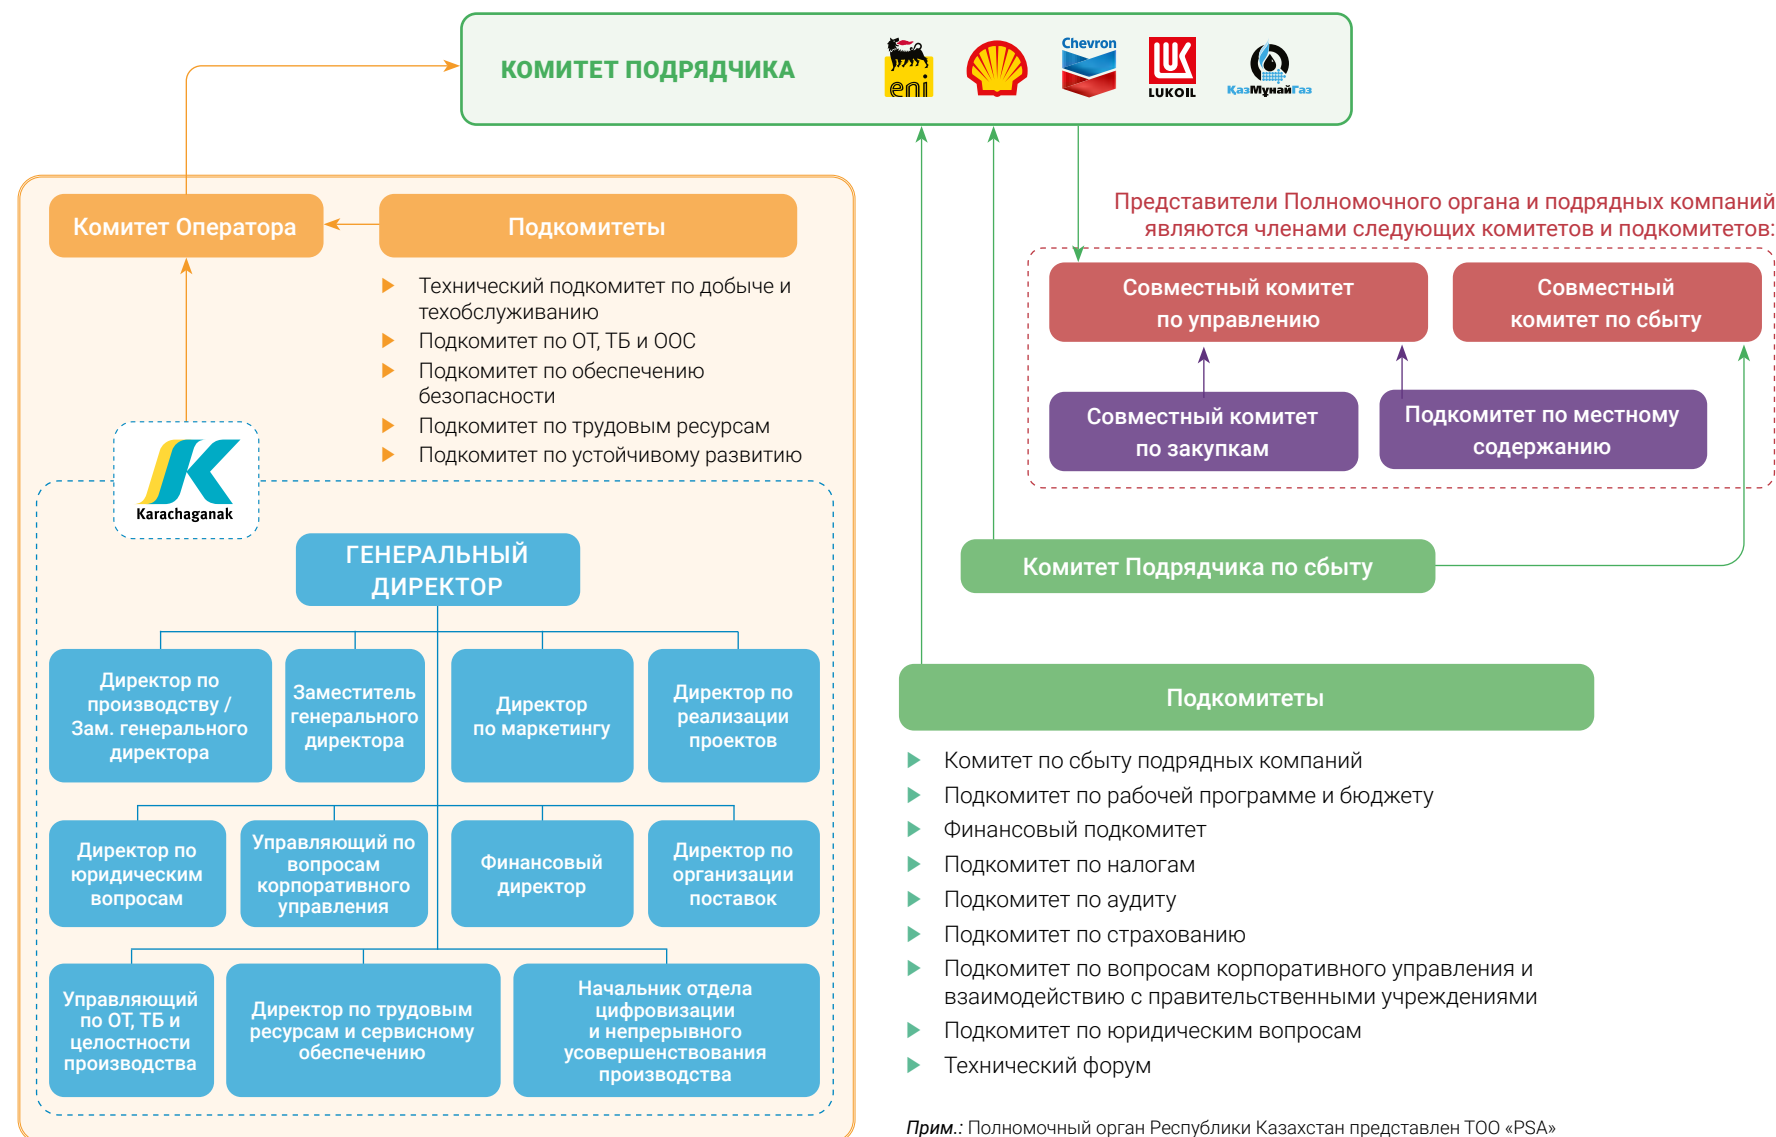 КОМИТЕТ ПОДРЯДЧИКА
eni
Chevron
LUK
LUKOIL
ҚазМұнайГаз
Комитет Оператора
Подкомитеты
Технический подкомитет по добыче и
техобслуживанию
Подкомитет по ОТ, ТБ и ООС
Подкомитет по обеспечению
безопасности
Подкомитет по трудовым ресурсам
Подкомитет по устойчивому развитию
Karachaganak
ГЕНЕРАЛЬНЫЙ
ДИРЕКТОР
Директор по
производству /
Зам. генерального
директора
Заместитель
генерального
директора
Директор
по маркетингу
Директор по
реализации
проектов
Директор по
юридическим
вопросам
Управляющий по
вопросам
корпоративного
управления
Финансовый
директор
Директор по
организации
поставок
Управляющий
по ОТ, ТБ и
целостности
производства
Директор по трудовым
ресурсам и сервисному
обеспечению
Начальник отдела
цифровизации
и непрерывного
усовершенствования
производства
Представители Полномочного органа и подрядных компаний
являются членами следующих комитетов и подкомитетов:
Совместный комитет
по управлению
Совместный
комитет по сбыту
Совместный комитет
по закупкам
Подкомитет по местному
содержанию
Комитет Подрядчика по сбыту
Подкомитеты
Комитет по сбыту подрядных компаний
Подкомитет по рабочей программе и бюджету
Финансовый подкомитет
Подкомитет по налогам
Подкомитет по аудиту
Подкомитет по страхованию
Подкомитет по вопросам корпоративного управления и
взаимодействию с правительственными учреждениями
Подкомитет по юридическим вопросам
Технический форум
Прим.: Полномочный орган Республики Казахстан представлен ТОО «PSA»